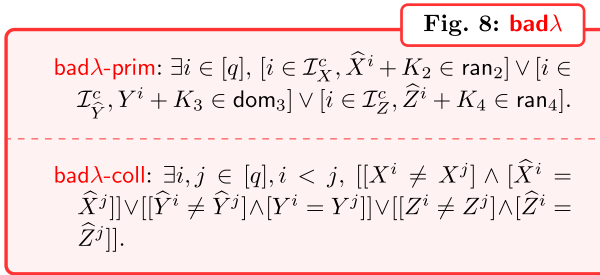 Fig. 8: badλ
badλ-prim: ∃i ∈ [q], [i ∈ ℐ^c_X, X̂^i + K_2 ∈ ran_2] ∨ [i ∈
ℐ^c_Ŷ, Y^i + K_3 ∈ dom_3] ∨ [i ∈ ℐ^c_Z, Ẑ^i + K_4 ∈ ran_4].
badλ-coll: ∃i, j ∈ [q], i < j, [[X^i ≠ X^j] ∧ [X̂^i =
X̂^j]]∨[[Ŷ^i ≠ Ŷ^j]∧[Y^i = Y^j]]∨[[Z^i ≠ Z^j]∧[Ẑ^i =
Ẑ^j]].